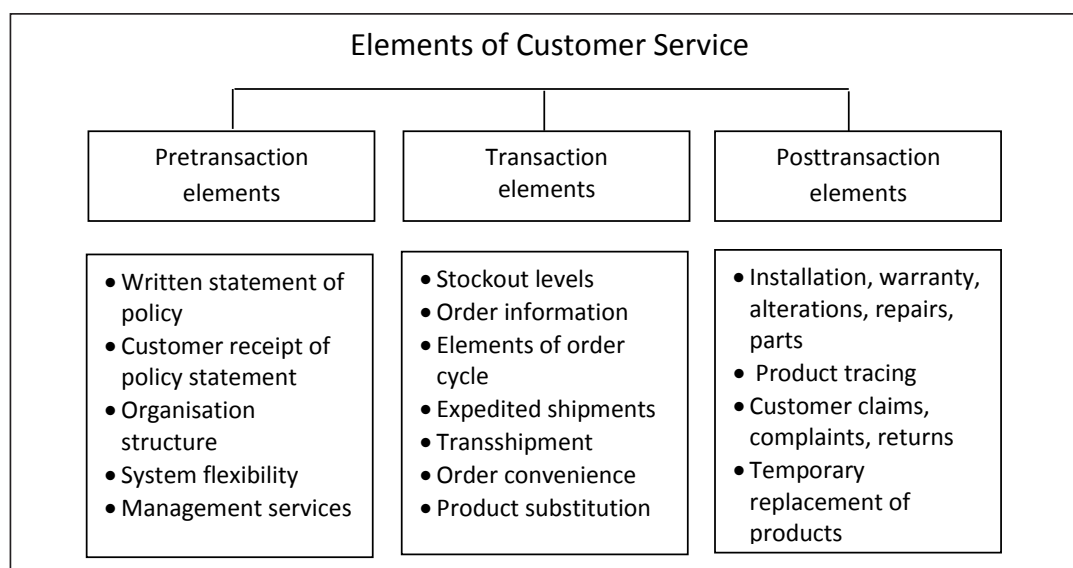 Elements of Customer Service
Pretransaction
elements
Transaction
elements
Posttransaction
elements
• Written statement of
policy
• Customer receipt of
policy statement
• Organisation
structure
• System flexibility
• Management services
• Stockout levels
• Order information
• Elements of order
cycle
• Expedited shipments
• Transshipment
• Order convenience
• Product substitution
• Installation, warranty,
alterations, repairs,
parts
• Product tracing
• Customer claims,
complaints, returns
• Temporary
replacement of
products